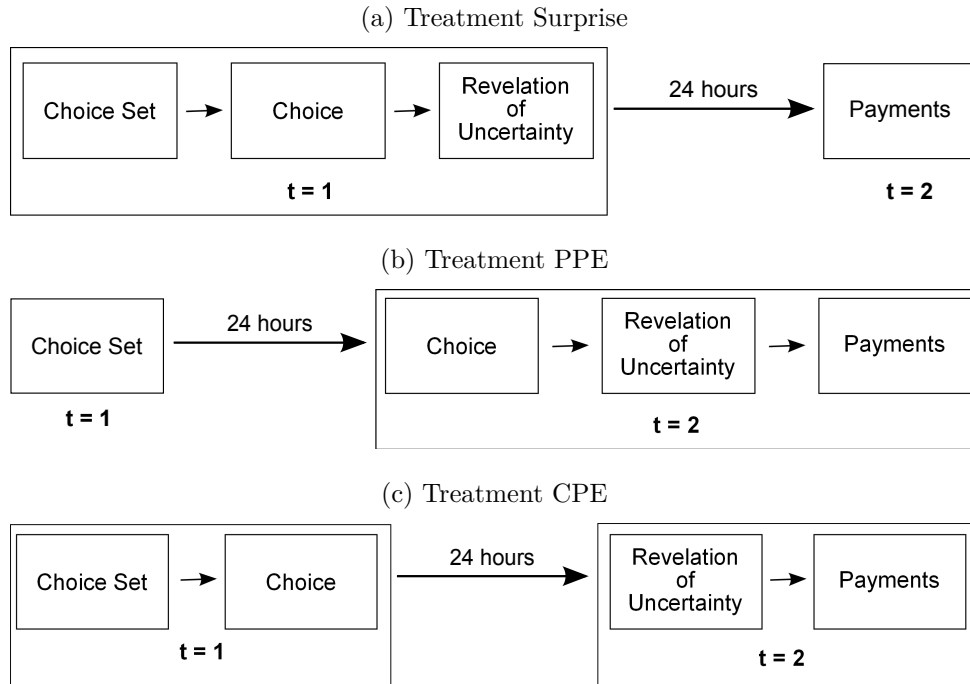 (a) Treatment Surprise
Choice Set
Choice
Revelation
of
Uncertainty
24 hours
Payments
t = 1
t = 2
(b) Treatment PPE
Choice Set
24 hours
Choice
Revelation
of
Uncertainty
Payments
t = 1
t = 2
(c) Treatment CPE
Choice Set
Choice
24 hours
Revelation
of
Uncertainty
Payments
t = 1
t = 2